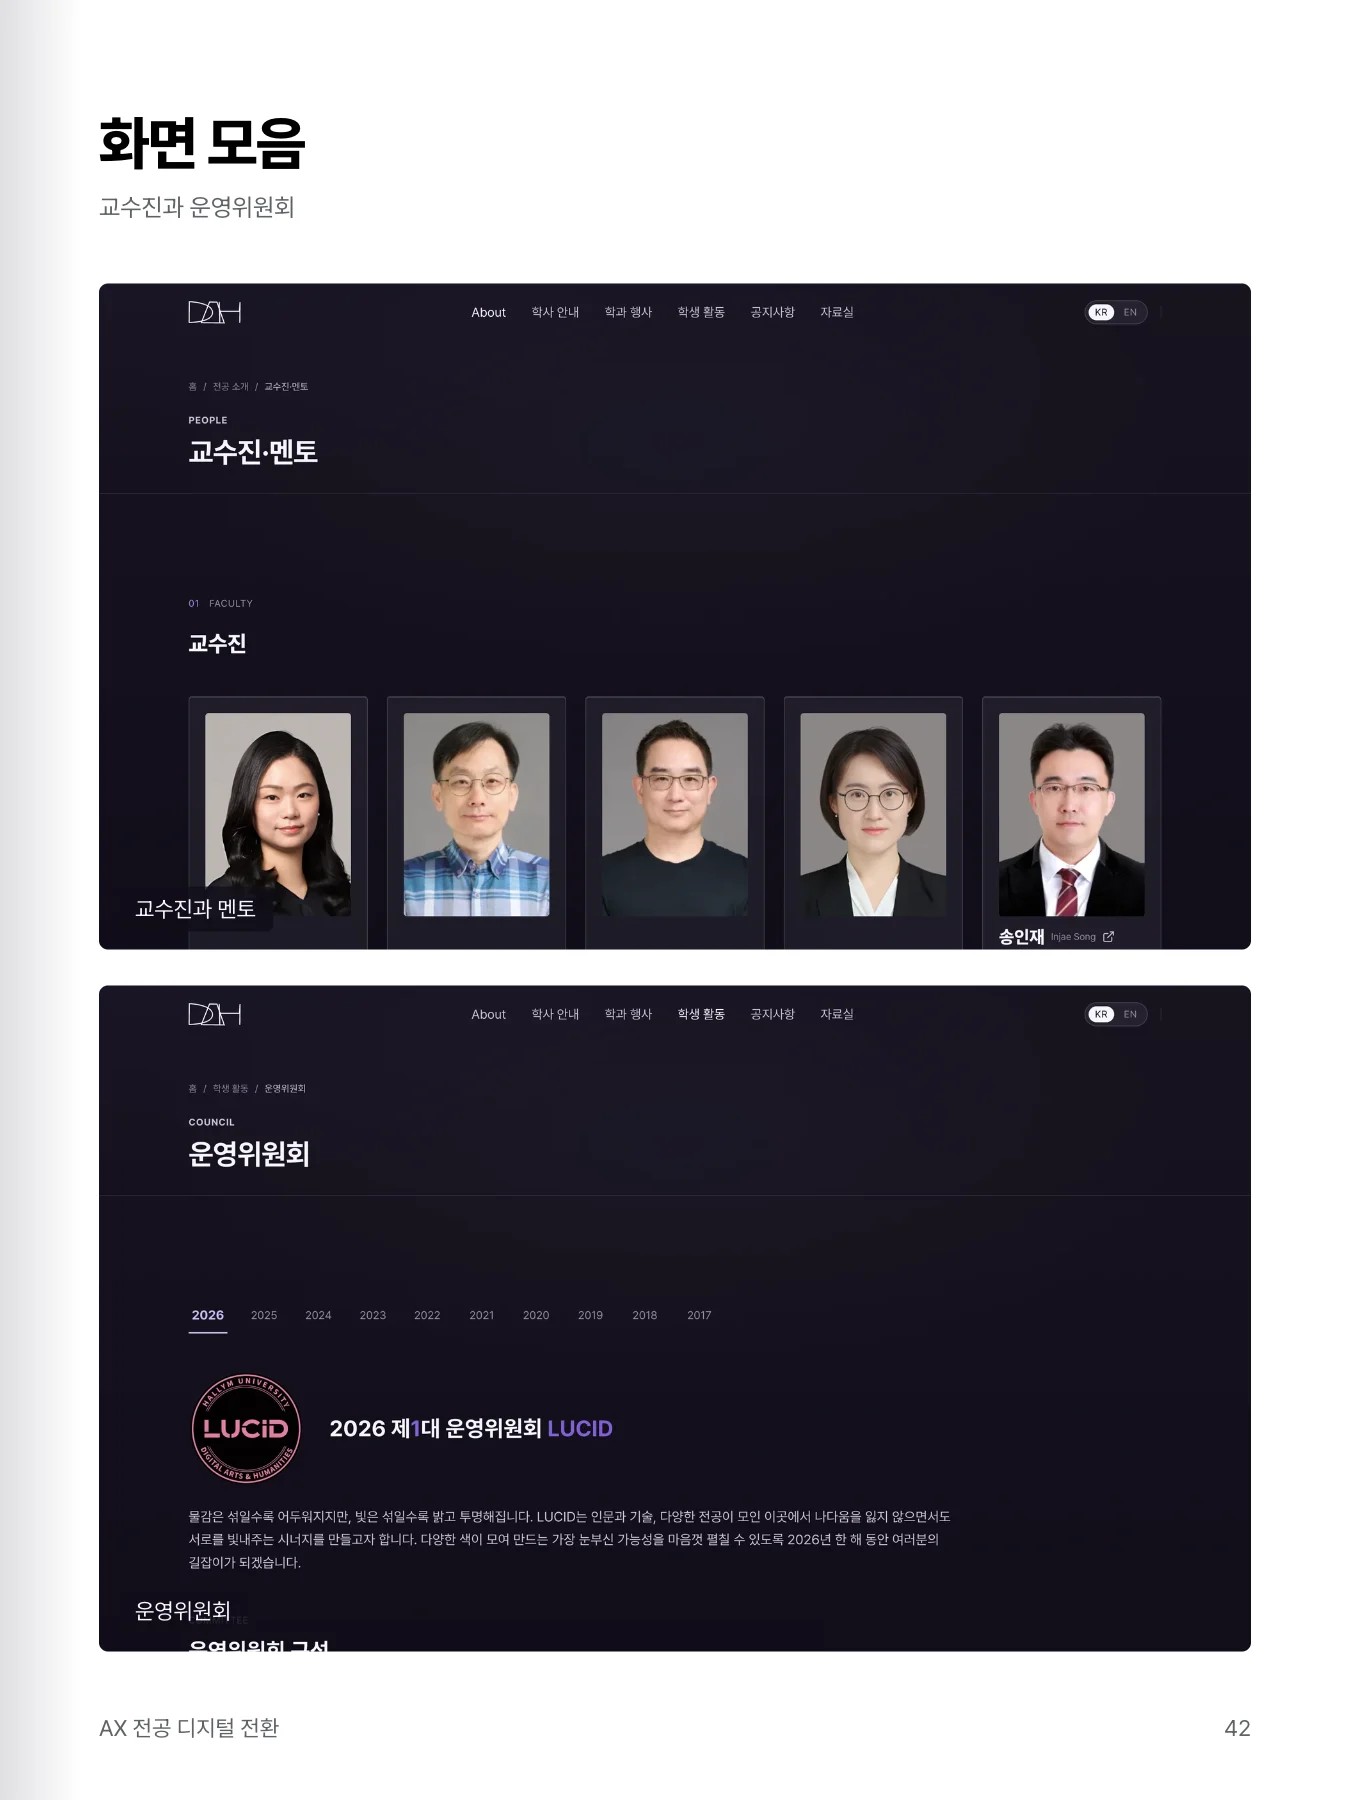 화면 모음
교수진과 운영위원회
DAH
About 학사 안내 학과 행사 학생 활동 공지사항 자료실
KR EN
홈 / 전공 소개 / 교수진·멘토
PEOPLE
교수진·멘토
01 FACULTY
교수진
교수진과 멘토
송인재 Injae Song
DAH
About 학사 안내 학과 행사 학생 활동 공지사항 자료실
KR EN
홈 / 학생 활동 / 운영위원회
COUNCIL
운영위원회
2026 2025 2024 2023 2022 2021 2020 2019 2018 2017
HALLYM UNIVERSITY
LUCID
DIGITAL ARTS & HUMANITIES
2026 제1대 운영위원회 LUCID
물감은 섞일수록 어두워지지만, 빛은 섞일수록 밝고 투명해집니다. LUCID는 인문과 기술, 다양한 전공이 모인 이곳에서 나다움을 잃지 않으면서도
서로를 빛내주는 시너지를 만들고자 합니다. 다양한 색이 모여 만드는 가장 눈부신 가능성을 마음껏 펼칠 수 있도록 2026년 한 해 동안 여러분의
길잡이가 되겠습니다.
운영위원회
운영위원회 구성
AX 전공 디지털 전환
42